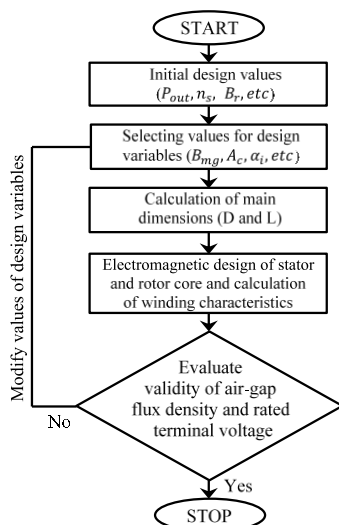 START
Initial design values
(P_out, n_s, B_r, etc)
Selecting values for design
variables (B_mg, A_c, α_i, etc)
Calculation of main
dimensions (D and L)
Electromagnetic design of stator
and rotor core and calculation
of winding characteristics
Evaluate
validity of air-gap
flux density and rated
terminal voltage
Modify values of design variables
No
Yes
STOP